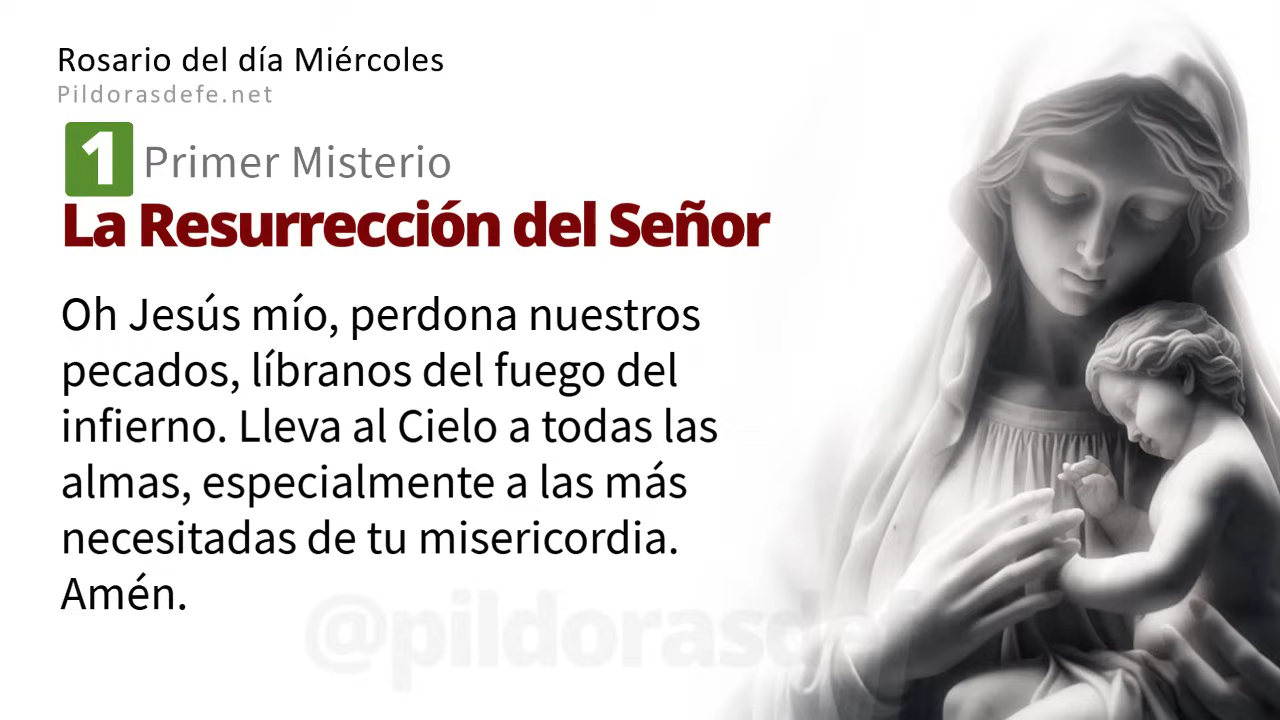 Rosario del día Miércoles
Pildorasdefe.net
1 Primer Misterio
La Resurrección del Señor
Oh Jesús mío, perdona nuestros
pecados, líbranos del fuego del
infierno. Lleva al Cielo a todas las
almas, especialmente a las más
necesitadas de tu misericordia.
Amén.
@pildorasdef